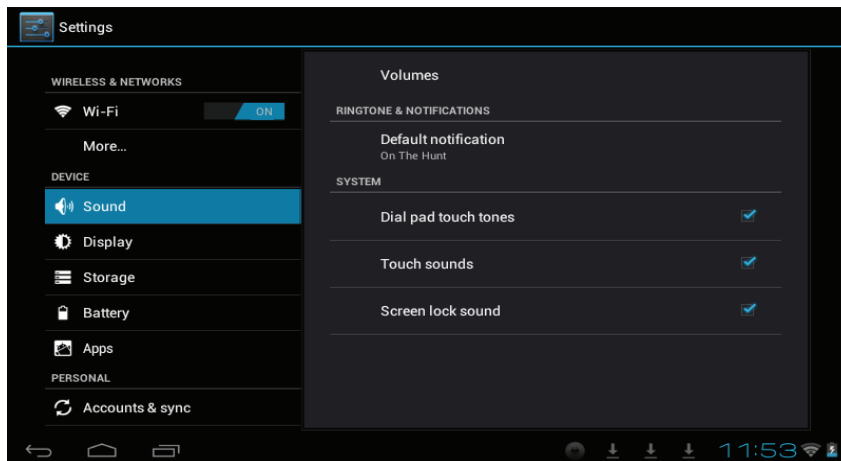 Settings
WIRELESS & NETWORKS
Wi-Fi ON
More...
DEVICE
Sound
Display
Storage
Battery
Apps
PERSONAL
Accounts & sync
Volumes
RINGTONE & NOTIFICATIONS
Default notification
On The Hunt
SYSTEM
Dial pad touch tones
Touch sounds
Screen lock sound
11:53